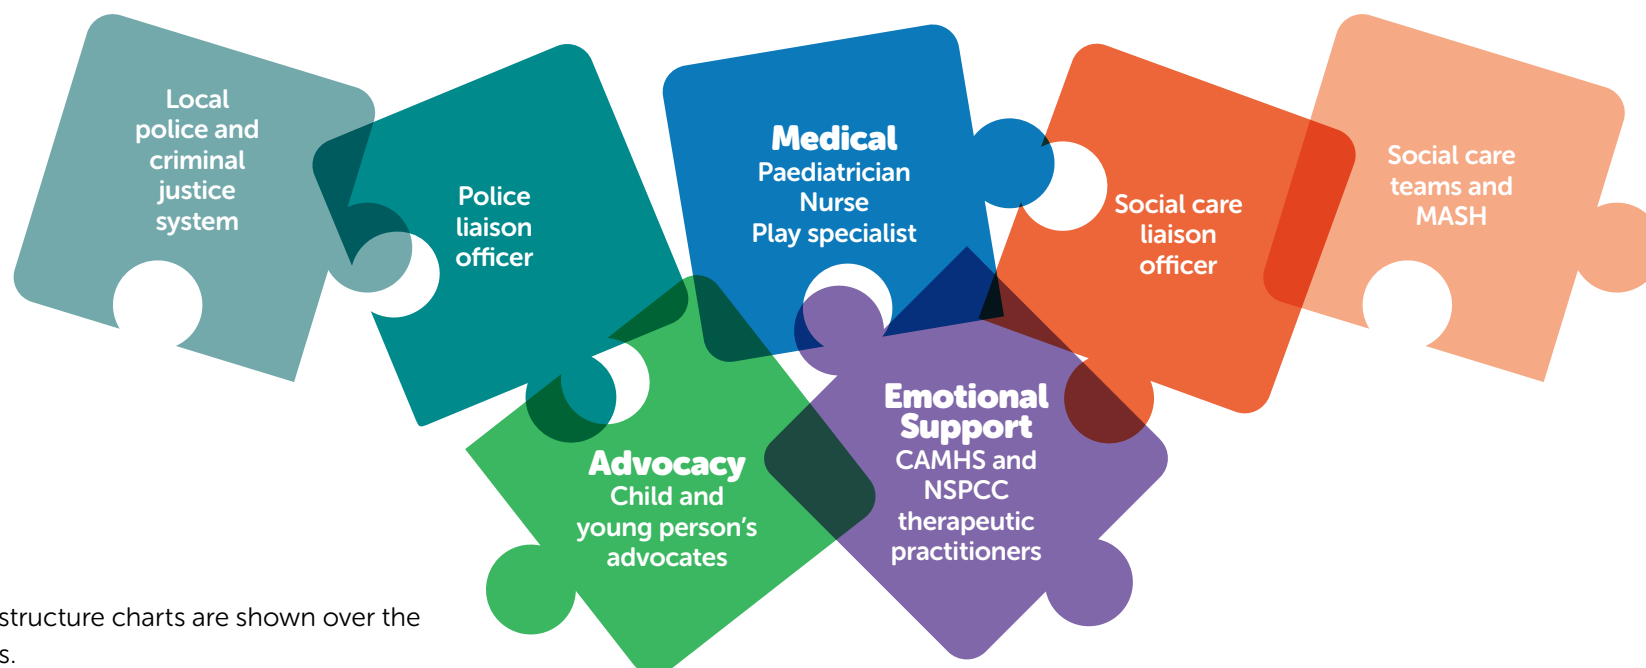 Local
police and
criminal
justice
system
Police
liaison
officer
Medical
Paediatrician
Nurse
Play specialist
Social care
liaison
officer
Social care
teams and
MASH
Advocacy
Child and
young person’s
advocates
Emotional
Support
CAMHS and
NSPCC
therapeutic
practitioners
structure charts are shown over the
s.